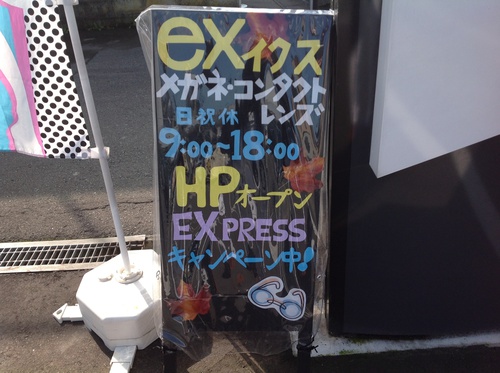 exイクス
メガネ・コンタクト
レンズ
日祝休
9:00~18:00
HPオープン
EXPRESS
キャンペーン中!